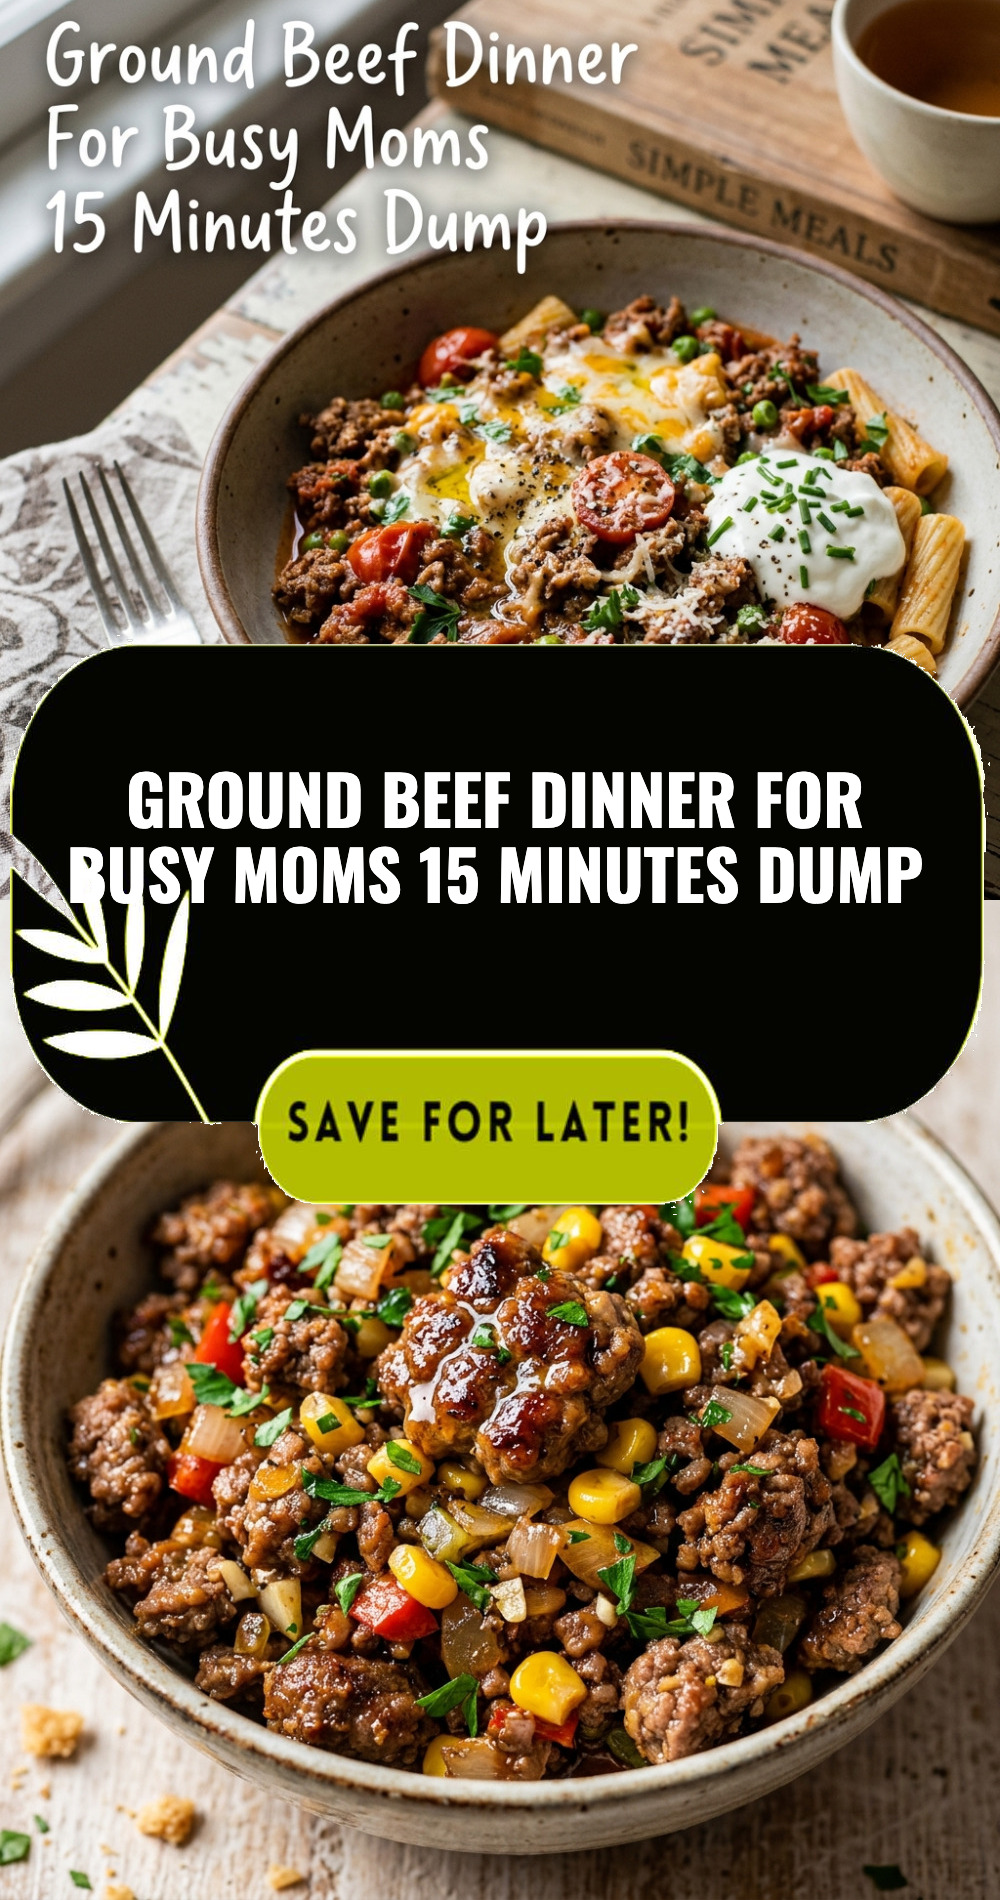 Ground Beef Dinner
For Busy Moms
15 Minutes Dump
SIMPLE MEALS
GROUND BEEF DINNER FOR
BUSY MOMS 15 MINUTES DUMP
SAVE FOR LATER!